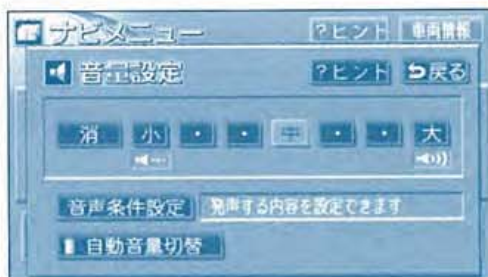 ナビメニュー ?ヒント 車両情報
音量設定 ?ヒント 戻る
消 小 ・ ・ 中 ・ ・ 大
音声条件設定 発声する内容を設定できます
自動音量切替